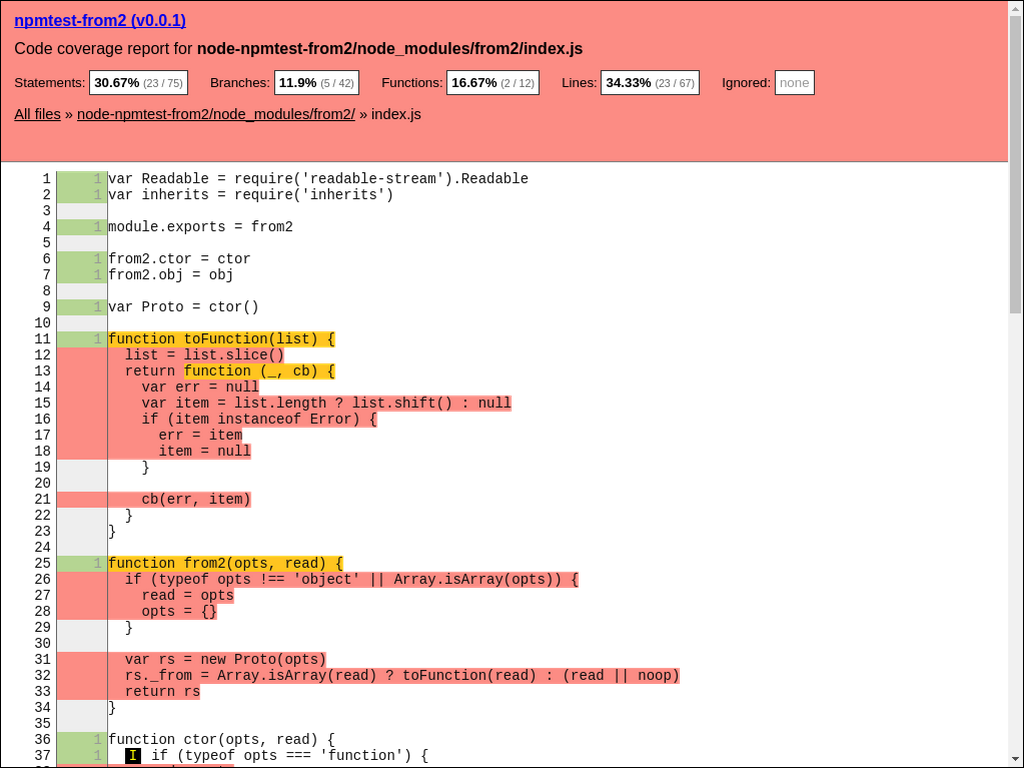 npmtest-from2 (v0.0.1)
Code coverage report for node-npmtest-from2/node_modules/from2/index.js
Statements: 30.67% (23 / 75) Branches: 11.9% (5 / 42) Functions: 16.67% (2 / 12) Lines: 34.33% (23 / 67) Ignored: none
All files » node-npmtest-from2/node_modules/from2/ » index.js
1 1 var Readable = require('readable-stream').Readable
2 1 var inherits = require('inherits')
3
4 1 module.exports = from2
5
6 1 from2.ctor = ctor
7 1 from2.obj = obj
8
9 1 var Proto = ctor()
10
11 1 function toFunction(list) {
12   list = list.slice()
13   return function (_, cb) {
14     var err = null
15     var item = list.length ? list.shift() : null
16     if (item instanceof Error) {
17       err = item
18       item = null
19     }
20
21     cb(err, item)
22   }
23 }
24
25 1 function from2(opts, read) {
26   if (typeof opts !== 'object' || Array.isArray(opts)) {
27     read = opts
28     opts = {}
29   }
30
31   var rs = new Proto(opts)
32   rs._from = Array.isArray(read) ? toFunction(read) : (read || noop)
33   return rs
34 }
35
36 1 function ctor(opts, read) {
37 1   I if (typeof opts === 'function') {